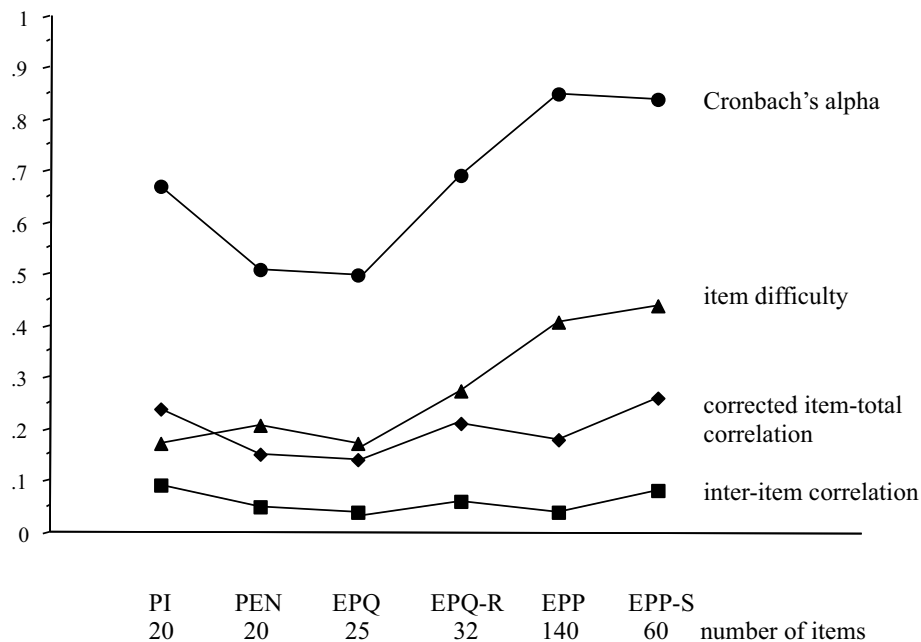 1
.9
.8
.7
.6
.5
.4
.3
.2
.1
0
Cronbach’s alpha
item difficulty
corrected item-total
correlation
inter-item correlation
PI PEN EPQ EPQ-R EPP EPP-S
20 20 25 32 140 60 number of items